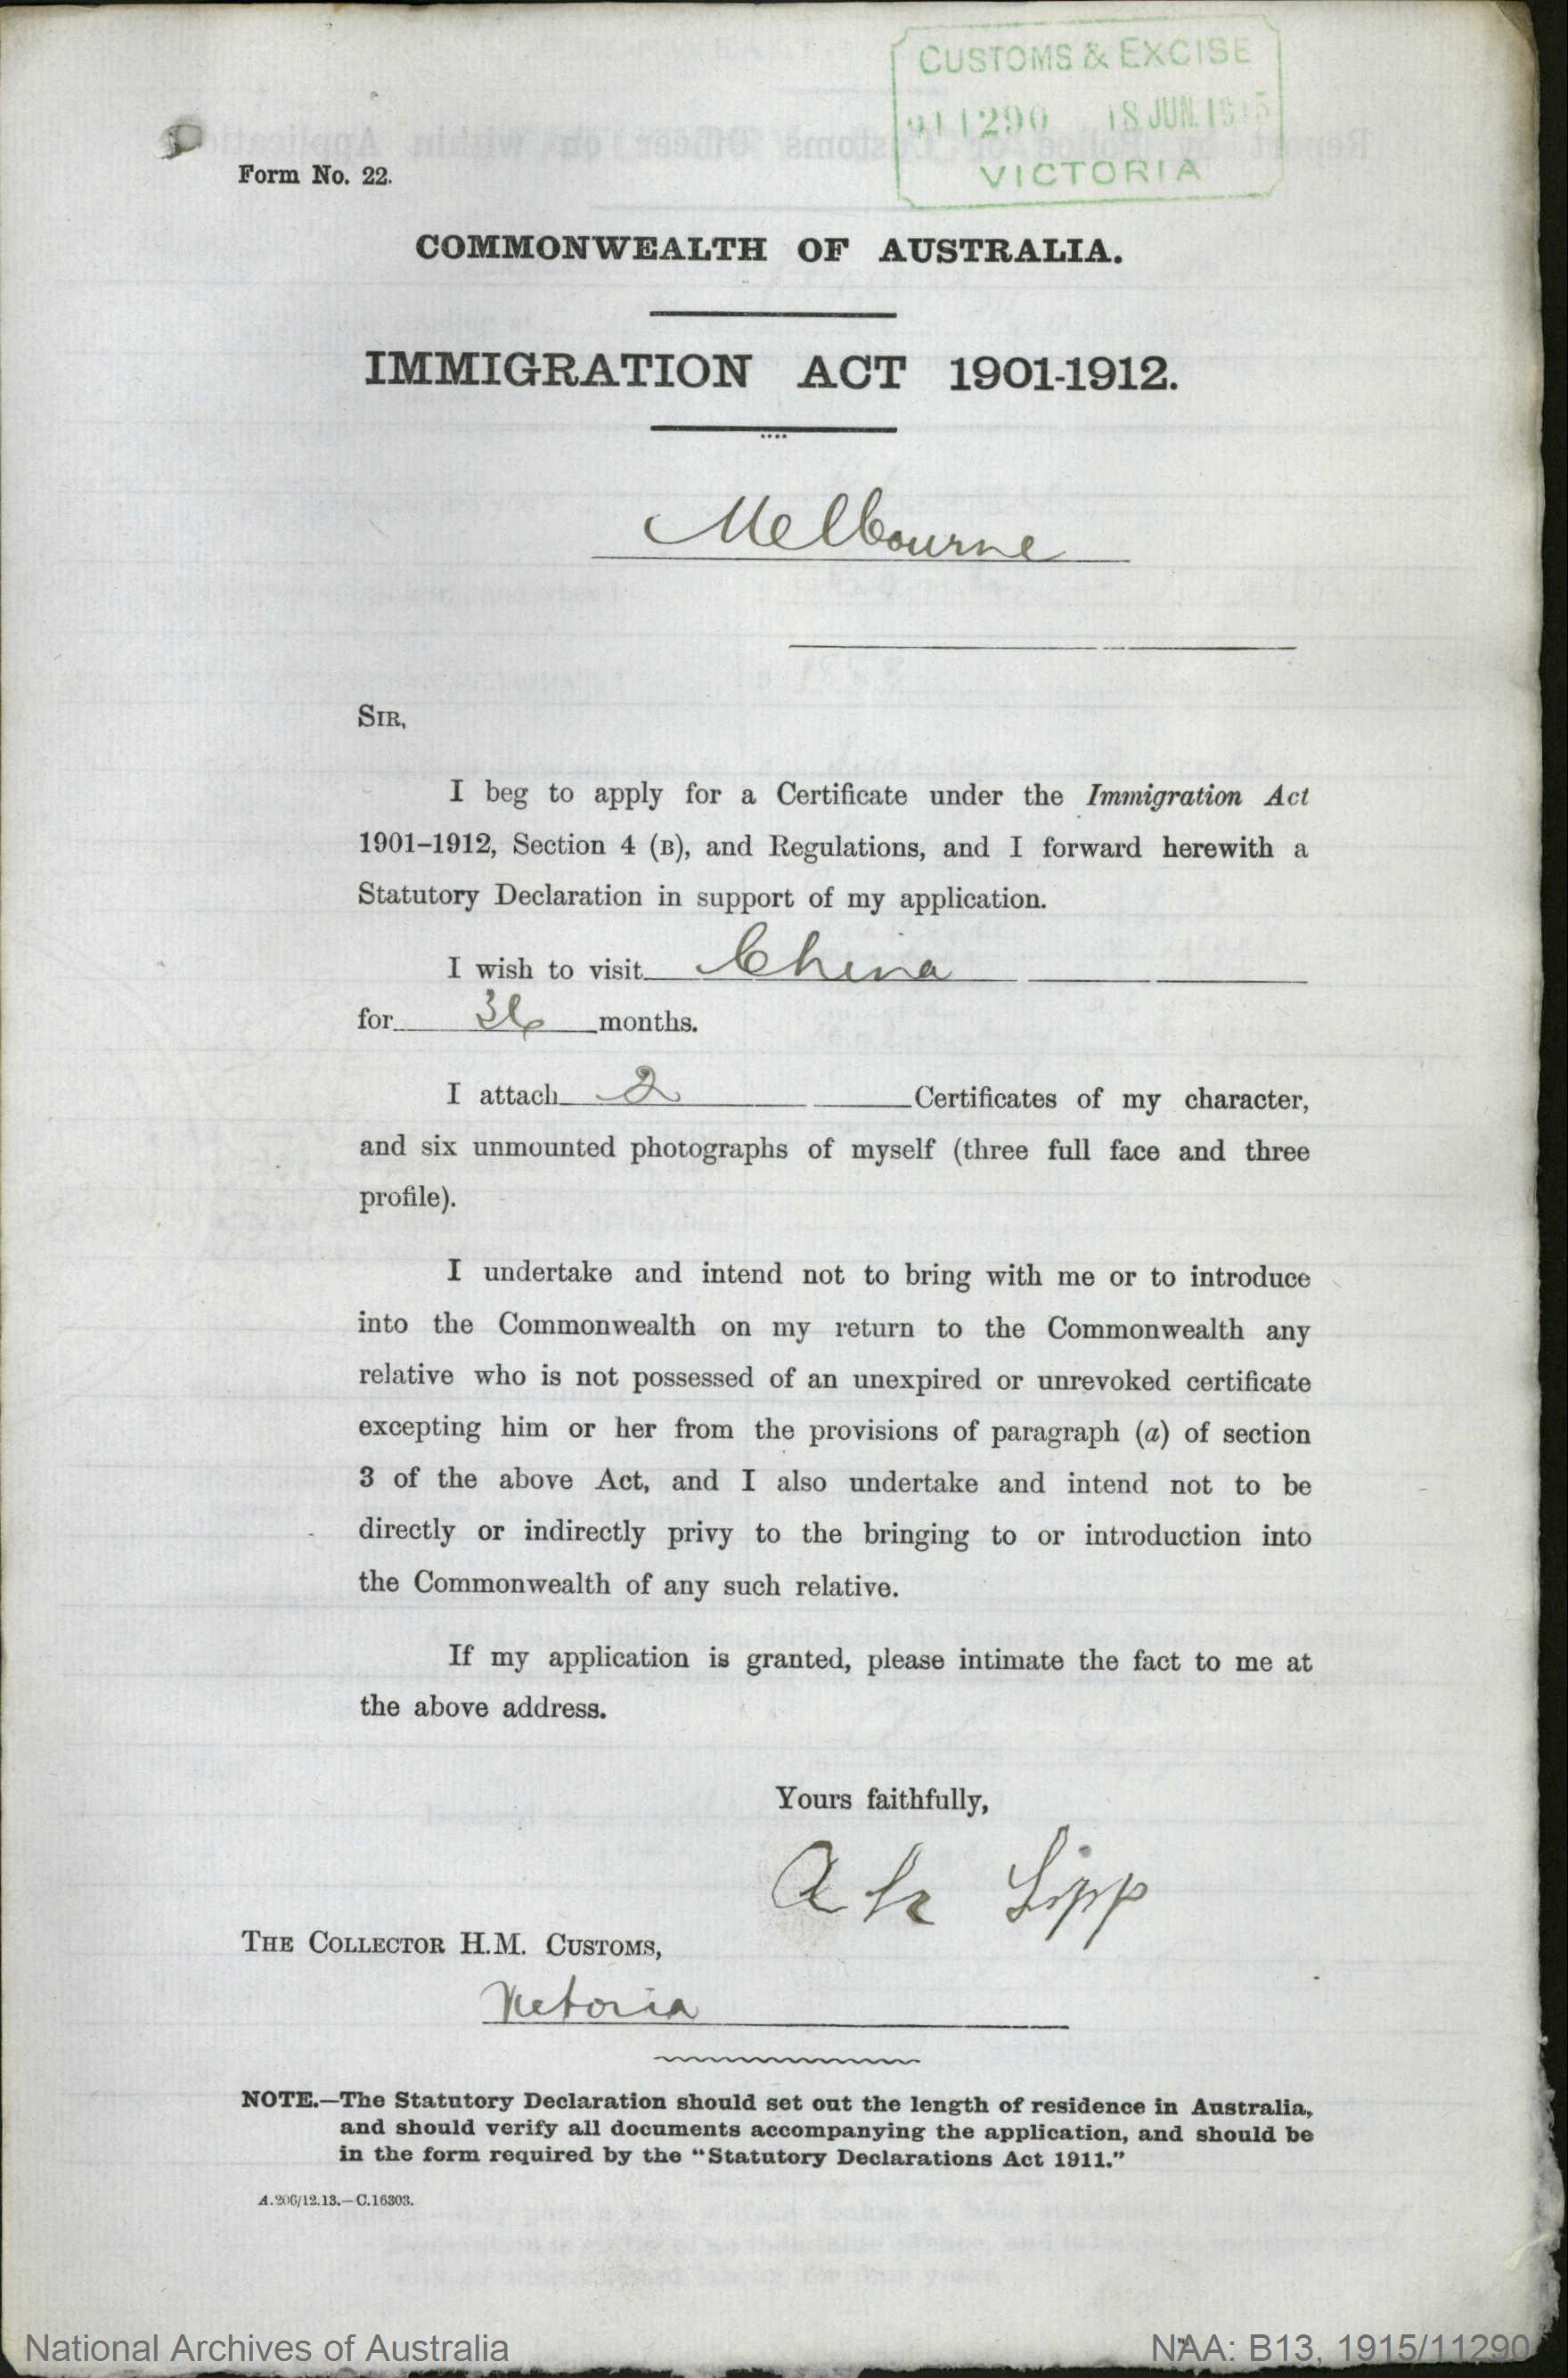 CUSTOMS & EXCISE
911290 18 JUN. 1915
VICTORIA
Form No. 22.
COMMONWEALTH OF AUSTRALIA.
IMMIGRATION ACT 1901-1912.
Melbourne
SIR,
I beg to apply for a Certificate under the Immigration Act
1901–1912, Section 4 (B), and Regulations, and I forward herewith a
Statutory Declaration in support of my application.
I wish to visit China
for 36 months.
I attach 2 Certificates of my character,
and six unmounted photographs of myself (three full face and three
profile).
I undertake and intend not to bring with me or to introduce
into the Commonwealth on my return to the Commonwealth any
relative who is not possessed of an unexpired or unrevoked certificate
excepting him or her from the provisions of paragraph (a) of section
3 of the above Act, and I also undertake and intend not to be
directly or indirectly privy to the bringing to or introduction into
the Commonwealth of any such relative.
If my application is granted, please intimate the fact to me at
the above address.
Yours faithfully,
Ah Sipp
THE COLLECTOR H.M. CUSTOMS,
Victoria
NOTE.—The Statutory Declaration should set out the length of residence in Australia,
and should verify all documents accompanying the application, and should be
in the form required by the “Statutory Declarations Act 1911.”
A.206/12.13.—C.16303.
National Archives of Australia
NAA: B13, 1915/11290